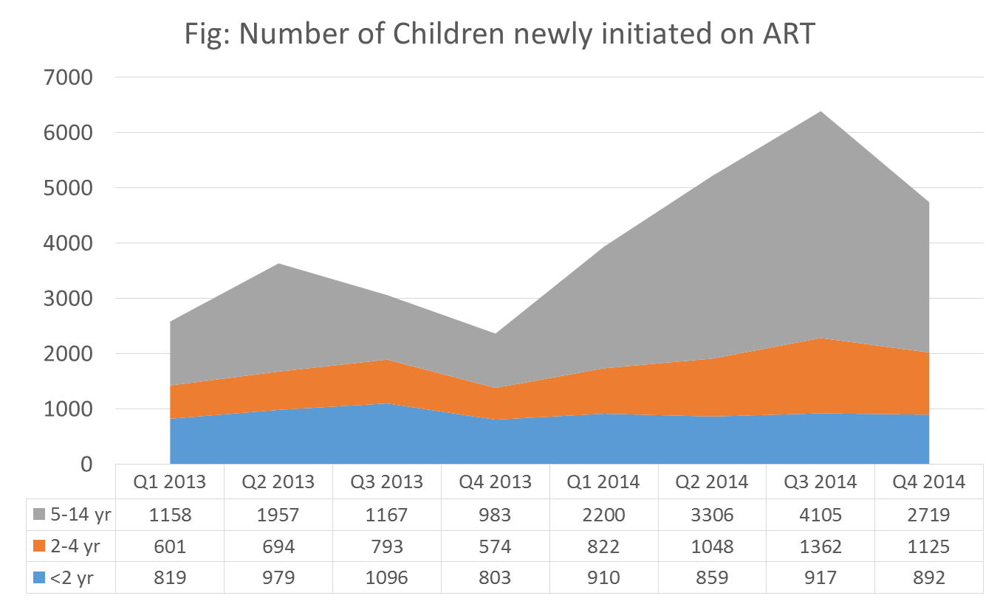 Fig: Number of Children newly initiated on ART
7000
6000
5000
4000
3000
2000
1000
0
Q1 2013 Q2 2013 Q3 2013 Q4 2013 Q1 2014 Q2 2014 Q3 2014 Q4 2014
5-14 yr 1158 1957 1167 983 2200 3306 4105 2719
2-4 yr 601 694 793 574 822 1048 1362 1125
<2 yr 819 979 1096 803 910 859 917 892